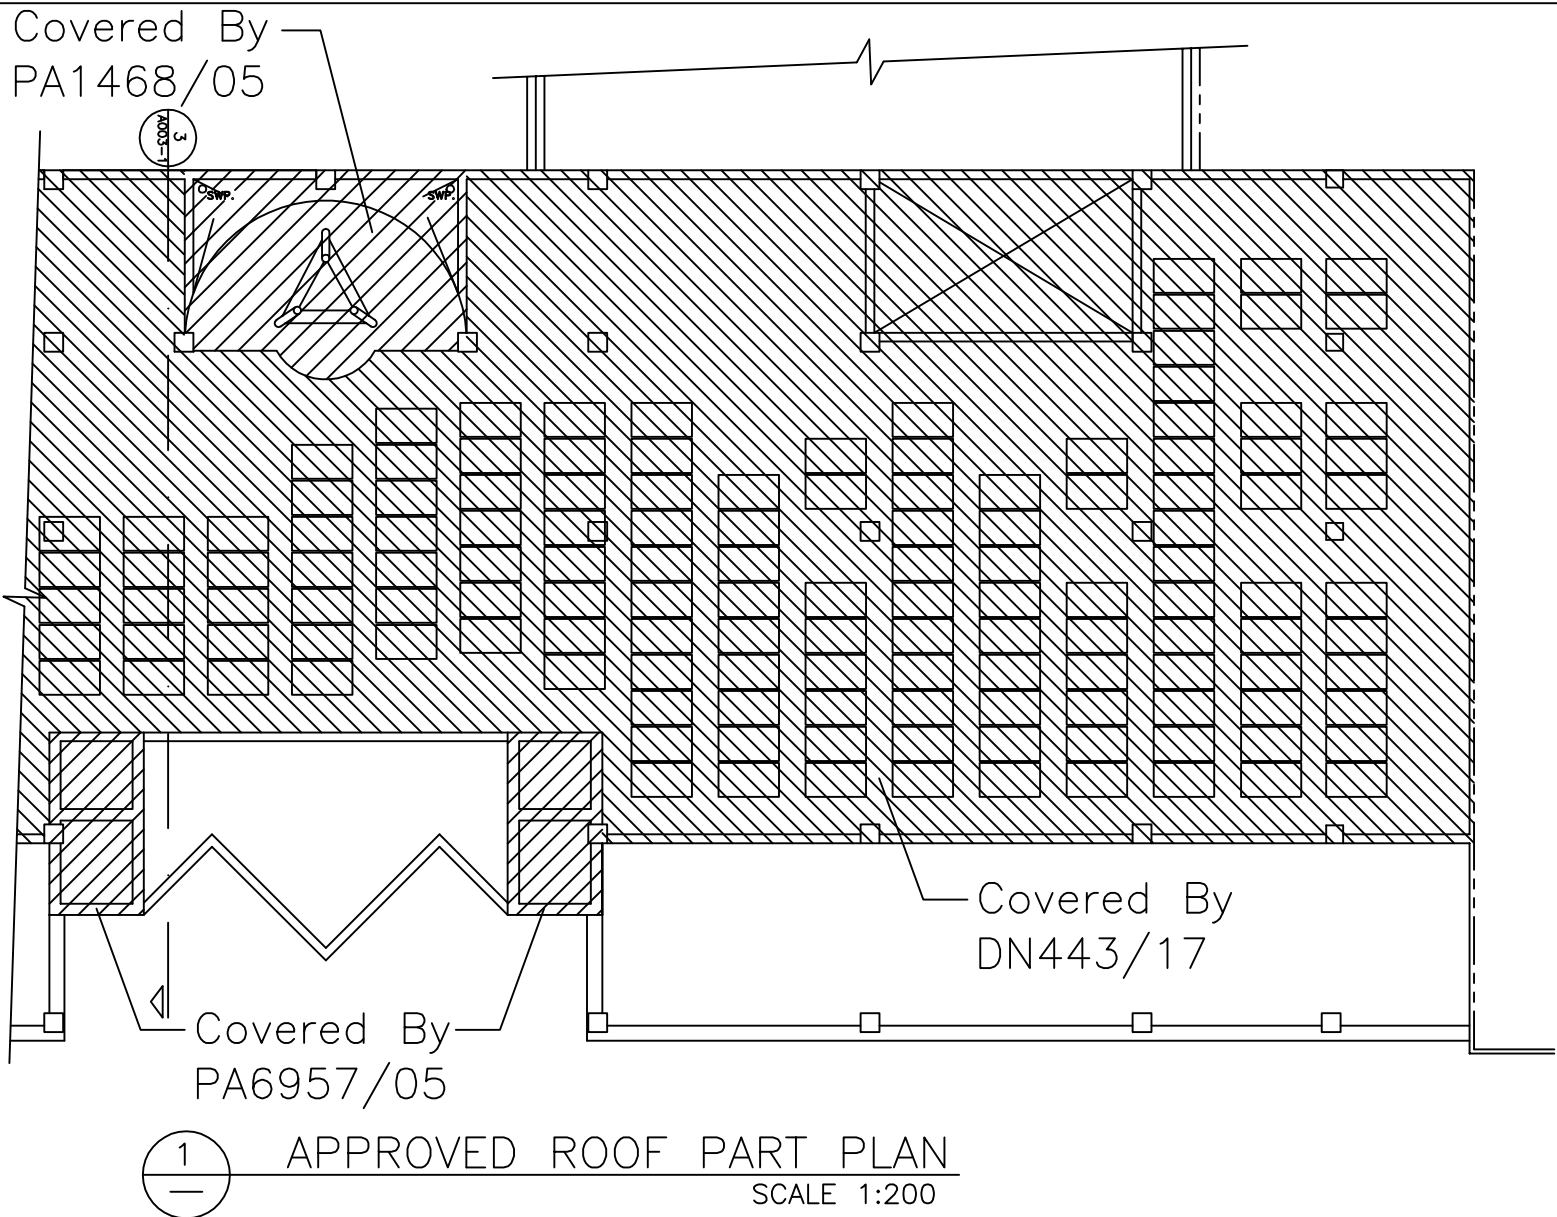 Covered By
PA1468/05
3
A003-1
SWP.
SWP.
Covered By
DN443/17
Covered By
PA6957/05
1
APPROVED ROOF PART PLAN
SCALE 1:200